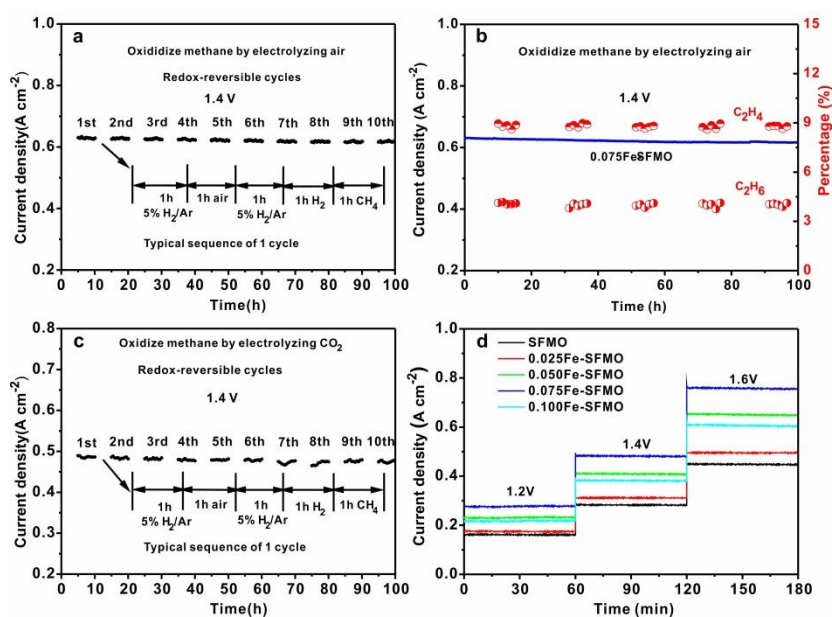 a
Oxididize methane by electrolyzing air
Redox-reversible cycles
1.4 V
1st 2nd 3rd 4th 5th 6th 7th 8th 9th 10th
1h 5% H2/Ar
1h air
1h 5% H2/Ar
1h H2
1h CH4
Typical sequence of 1 cycle
Current density(A cm-2)
1.0
0.8
0.6
0.4
0.2
0 10 20 30 40 50 60 70 80 90 100
Time(h)
b
Oxididize methane by electrolyzing air
1.4 V
C2H4
0.075FeSFMO
C2H6
Current density (A cm-2)
1.0
0.8
0.6
0.4
0.2
Percentage (%)
15
12
9
6
3
0
0 20 40 60 80 100
Time (h)
c
Oxidize methane by electrolyzing CO2
Redox-reversible cycles
1.4 V
1st 2nd 3rd 4th 5th 6th 7th 8th 9th 10th
1h 5% H2/Ar
1h air
1h 5% H2/Ar
1h H2
1h CH4
Typical sequence of 1 cycle
Current density(A cm-2)
0.8
0.7
0.6
0.5
0.4
0.3
0.2
0 10 20 30 40 50 60 70 80 90 100
Time(h)
d
SFMO
0.025Fe-SFMO
0.050Fe-SFMO
0.075Fe-SFMO
0.100Fe-SFMO
1.2V
1.4V
1.6V
Current density (A cm-2)
1.0
0.8
0.6
0.4
0.2
0.0
0 30 60 90 120 150 180
Time (min)